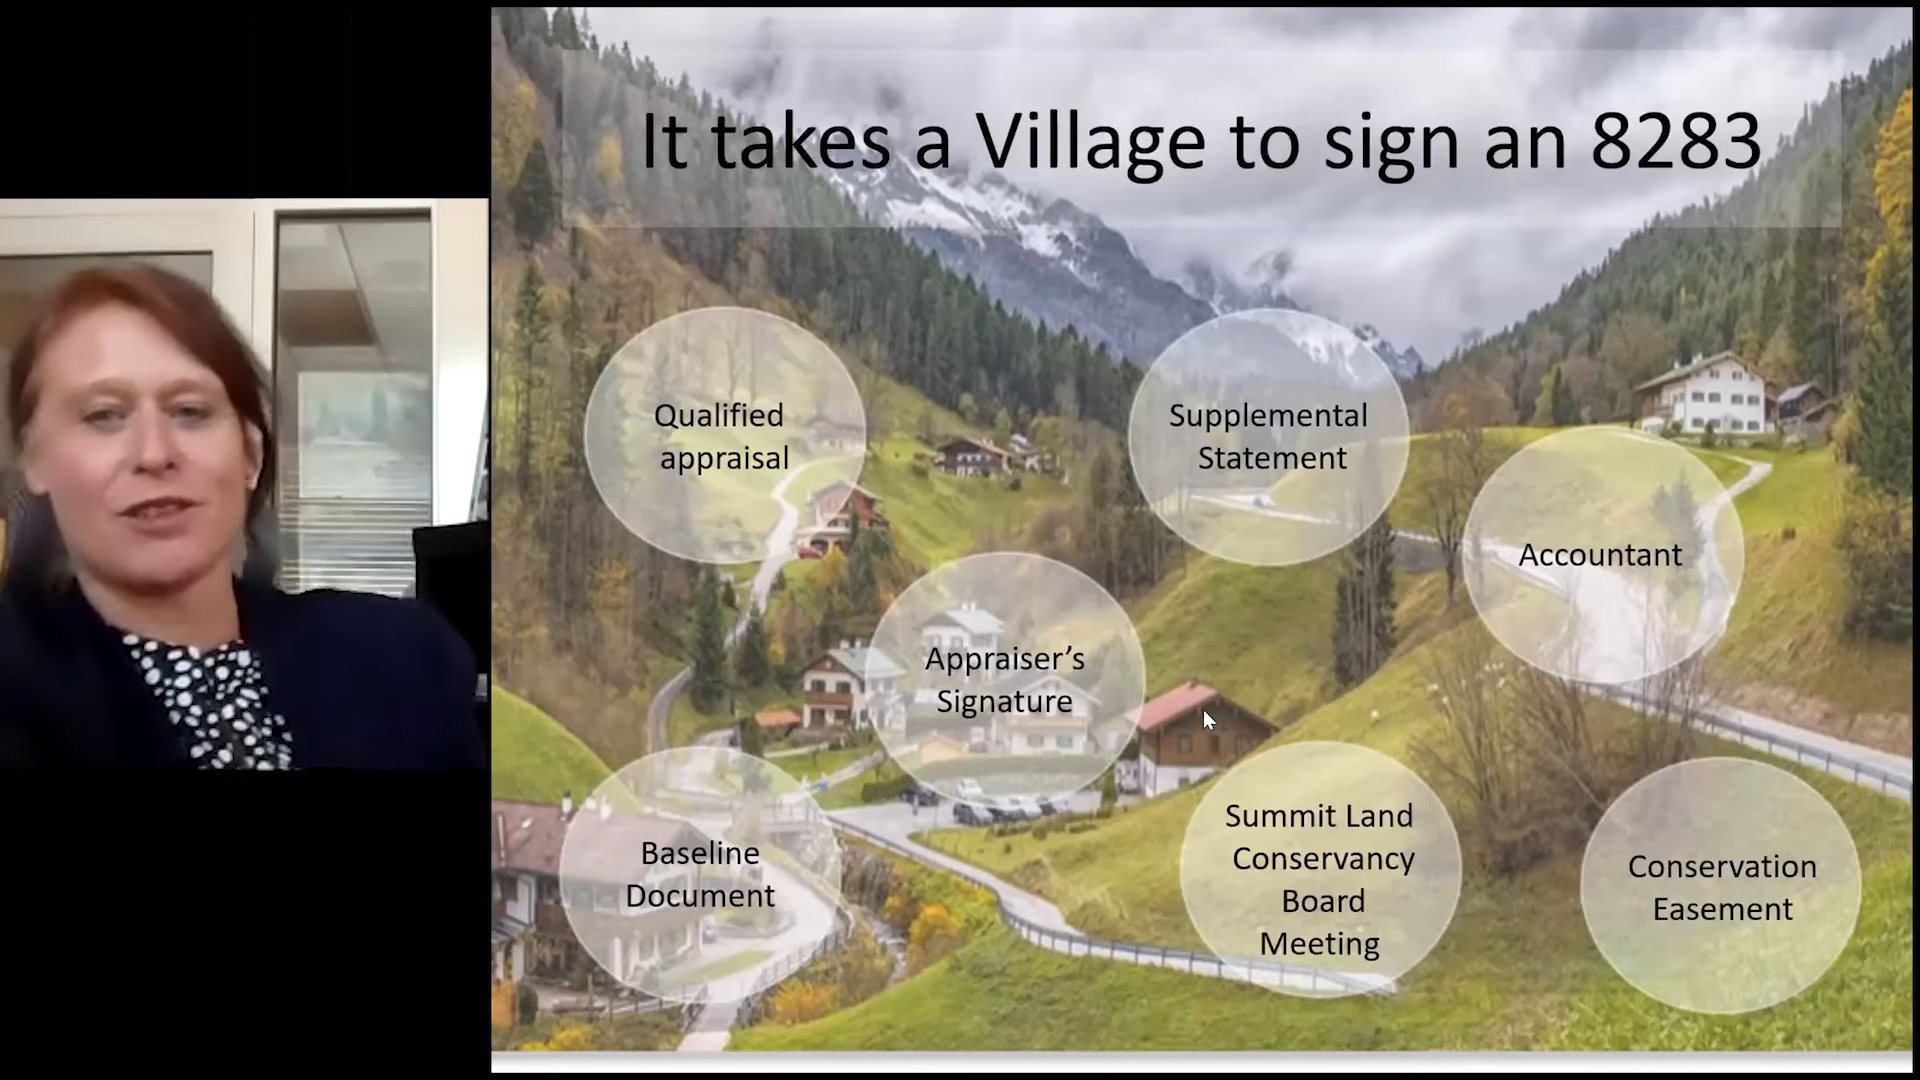 It takes a Village to sign an 8283
Qualified
appraisal
Supplemental
Statement
Accountant
Appraiser’s
Signature
Baseline
Document
Summit Land
Conservancy
Board
Meeting
Conservation
Easement